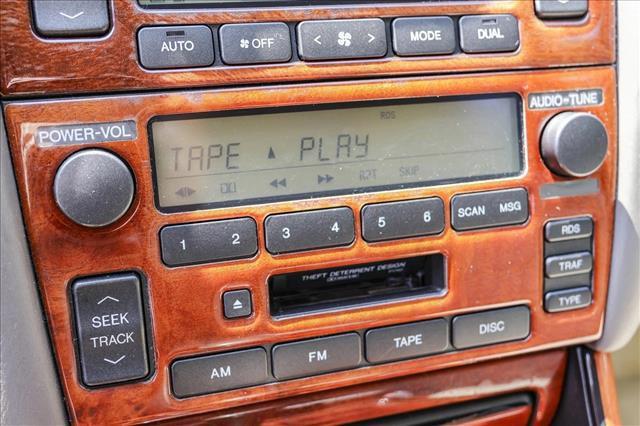 AUTO OFF MODE DUAL
POWER-VOL AUDIO TUNE
RDS
TAPE PLAY
RPT SKIP
1 2 3 4 5 6 SCAN MSG
RDS
THEFT DETERRENT DESIGN
TRAF
SEEK
TRACK
TYPE
AM FM TAPE DISC